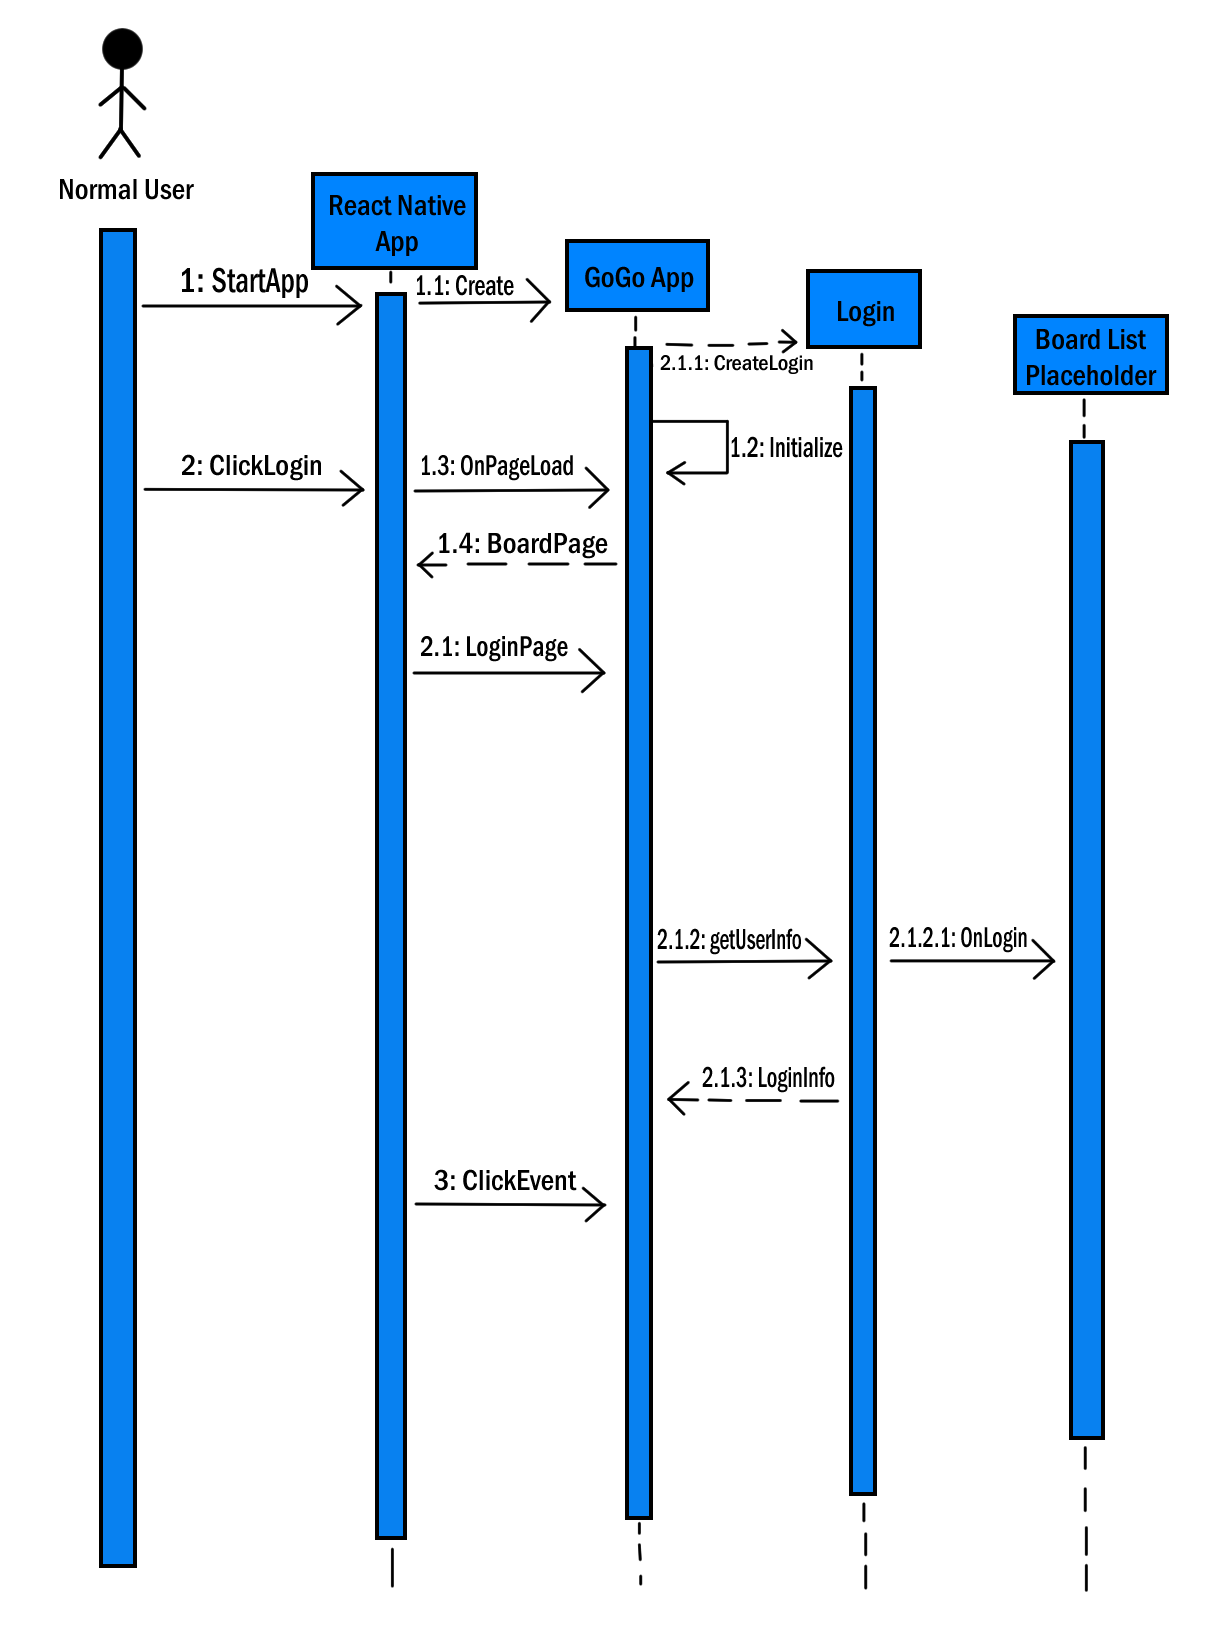 Normal User
React Native
App
GoGo App
Login
Board List
Placeholder
1: StartApp
1.1: Create
2.1.1: CreateLogin
1.2: Initialize
2: ClickLogin
1.3: OnPageLoad
1.4: BoardPage
2.1: LoginPage
2.1.2: getUserInfo
2.1.2.1: OnLogin
2.1.3: LoginInfo
3: ClickEvent